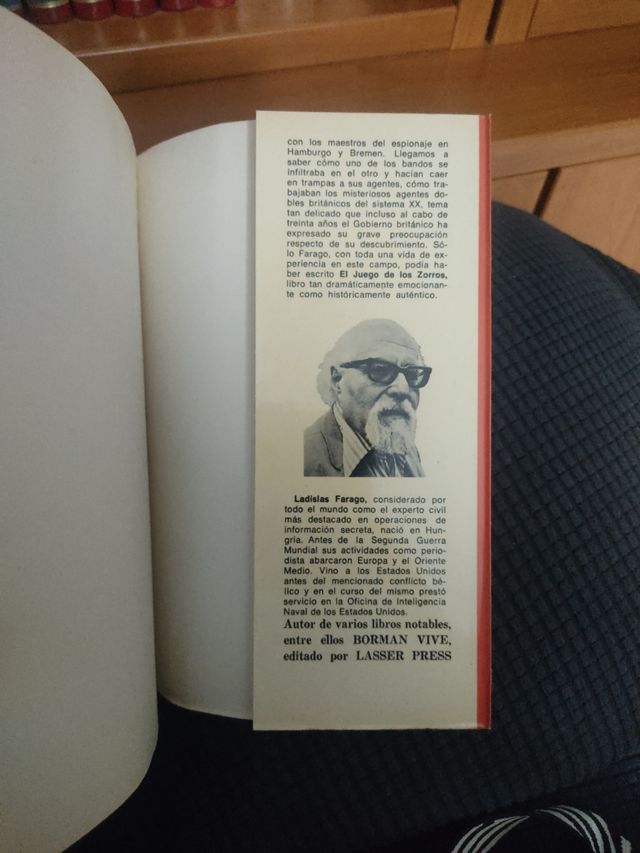 con los maestros del espionaje en
Hamburgo y Bremen. Llegamos a
saber cómo uno de los bandos se
infiltraba en el otro y hacían caer
en trampas a sus agentes, cómo tra-
bajaban los misteriosos agentes do-
bles británicos del sistema XX, tema
tan delicado que incluso al cabo de
treinta años el Gobierno británico ha
expresado su grave preocupación
respecto de su descubrimiento. Só-
lo Farago, con toda una vida de ex-
periencia en este campo, podía ha-
ber escrito El Juego de los Zorros,
libro tan dramáticamente emocionan-
te como históricamente auténtico.
Ladislas Farago, considerado por
todo el mundo como el experto civil
más destacado en operaciones de
información secreta, nació en Hun-
gría. Antes de la Segunda Guerra
Mundial sus actividades como perio-
dista abarcaron Europa y el Oriente
Medio. Vino a los Estados Unidos
antes del mencionado conflicto bé-
lico y en el curso del mismo prestó
servicio en la Oficina de Inteligencia
Naval de los Estados Unidos.
Autor de varios libros notables,
entre ellos BORMAN VIVE,
editado por LASSER PRESS